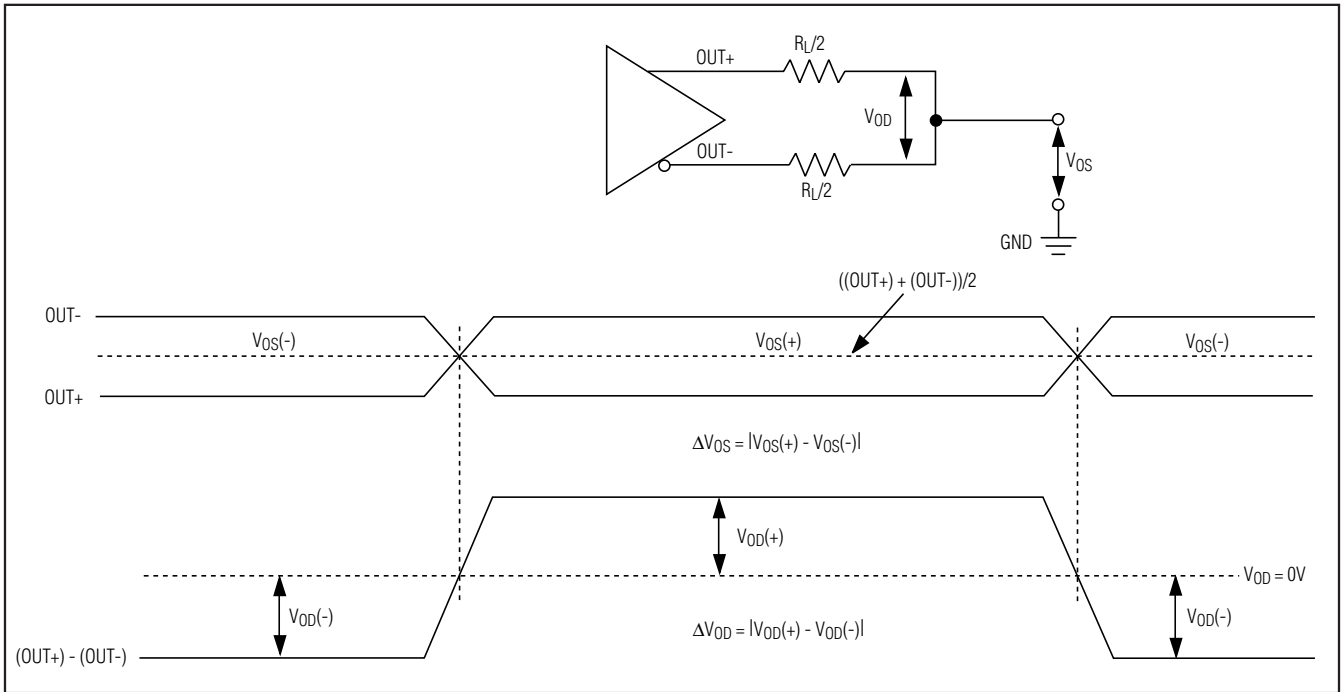 OUT+
R_L/2
V_OD
OUT-
V_OS
R_L/2
GND
((OUT+) + (OUT-))/2
OUT-
V_OS(-)
V_OS(+)
V_OS(-)
OUT+
ΔV_OS = |V_OS(+) - V_OS(-)|
V_OD(+)
V_OD = 0V
V_OD(-)
V_OD(-)
ΔV_OD = |V_OD(+) - V_OD(-)|
(OUT+) - (OUT-)